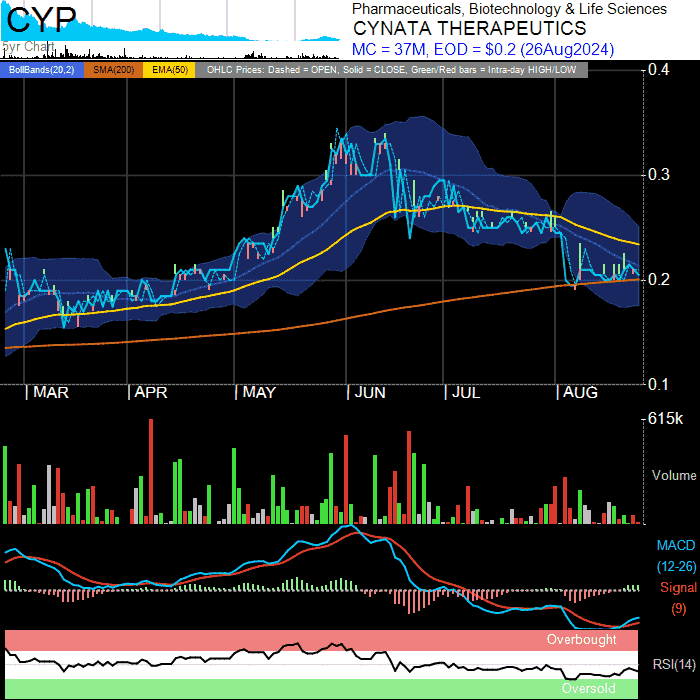 CYP
5yr Chart
Pharmaceuticals, Biotechnology & Life Sciences
CYNATA THERAPEUTICS
MC = 37M, EOD = $0.2 (26Aug2024)
BollBands(20,2) SMA(200) EMA(50) OHLC Prices: Dashed = OPEN, Solid = CLOSE, Green/Red bars = Intra-day HIGH/LOW
0.4
0.3
0.2
0.1
| MAR | APR | MAY | JUN | JUL | AUG
615k
Volume
MACD
(12-26)
Signal
(9)
Overbought
RSI(14)
Oversold